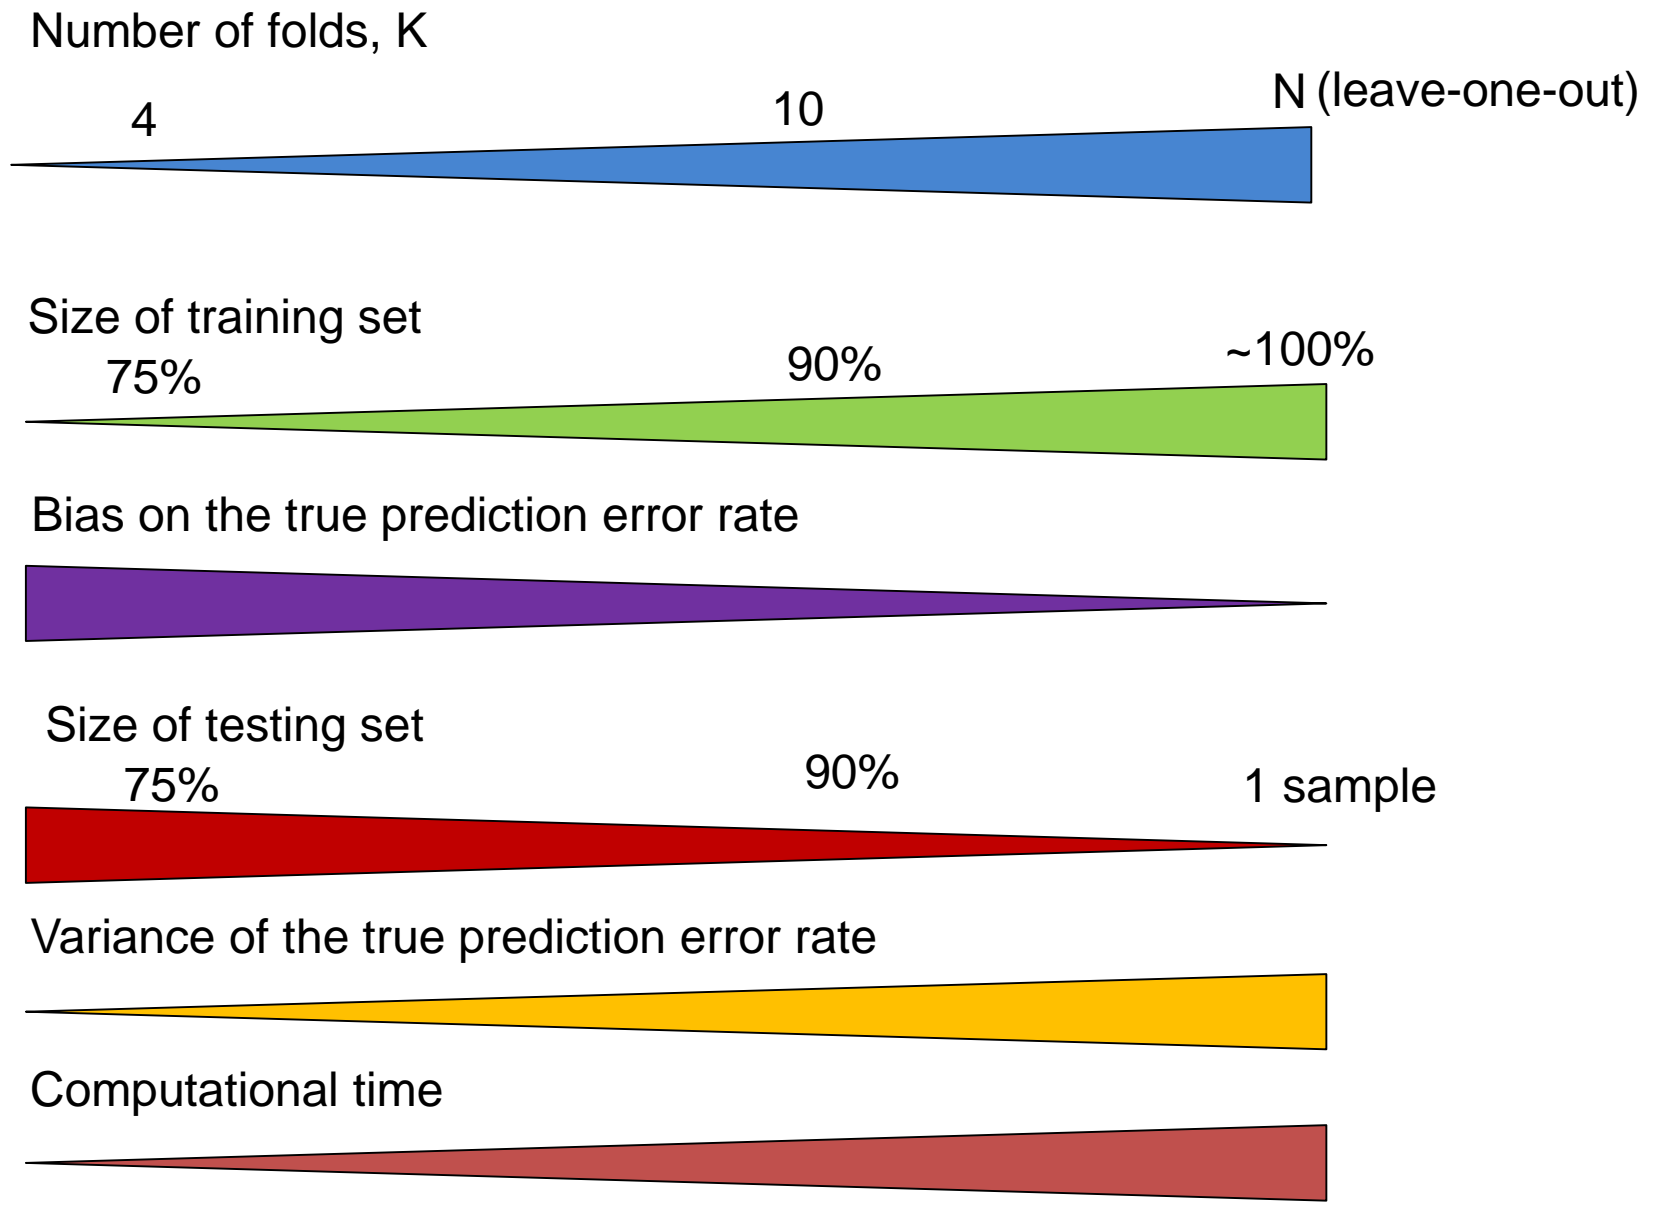 Number of folds, K
4 10 N (leave-one-out)
Size of training set
75% 90% ~100%
Bias on the true prediction error rate
Size of testing set
75% 90% 1 sample
Variance of the true prediction error rate
Computational time